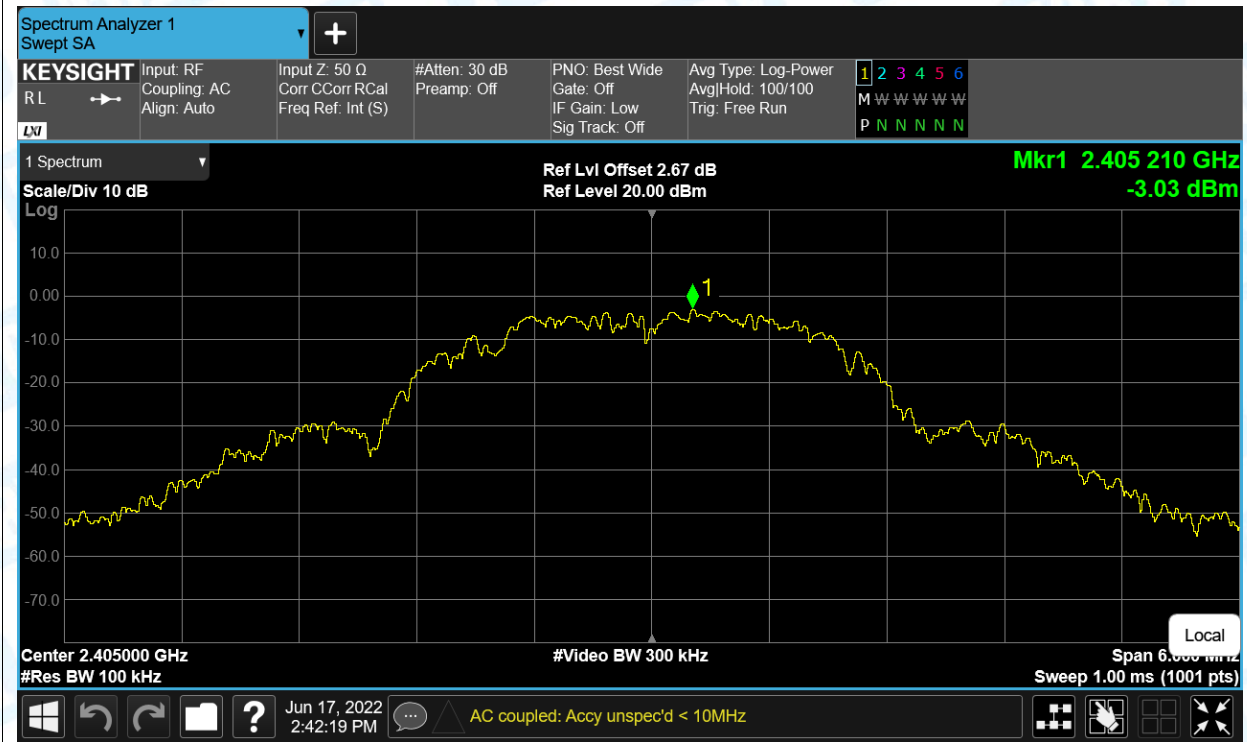 Spectrum Analyzer 1
Swept SA
+
KEYSIGHT
R L
LXI
Input: RF
Coupling: AC
Align: Auto
Input Z: 50 Ω
Corr CCorr RCal
Freq Ref: Int (S)
#Atten: 30 dB
Preamp: Off
PNO: Best Wide
Gate: Off
IF Gain: Low
Sig Track: Off
Avg Type: Log-Power
Avg|Hold: 100/100
Trig: Free Run
1 2 3 4 5 6
M W W W W W
P N N N N N
1 Spectrum
Scale/Div 10 dB
Log
Ref Lvl Offset 2.67 dB
Ref Level 20.00 dBm
Mkr1 2.405 210 GHz
-3.03 dBm
10.0
0.00
-10.0
-20.0
-30.0
-40.0
-50.0
-60.0
-70.0
1
Local
Center 2.405000 GHz
#Res BW 100 kHz
#Video BW 300 kHz
Span 6.000 MHz
Sweep 1.00 ms (1001 pts)
?
Jun 17, 2022
2:42:19 PM
AC coupled: Accy unspec'd < 10MHz